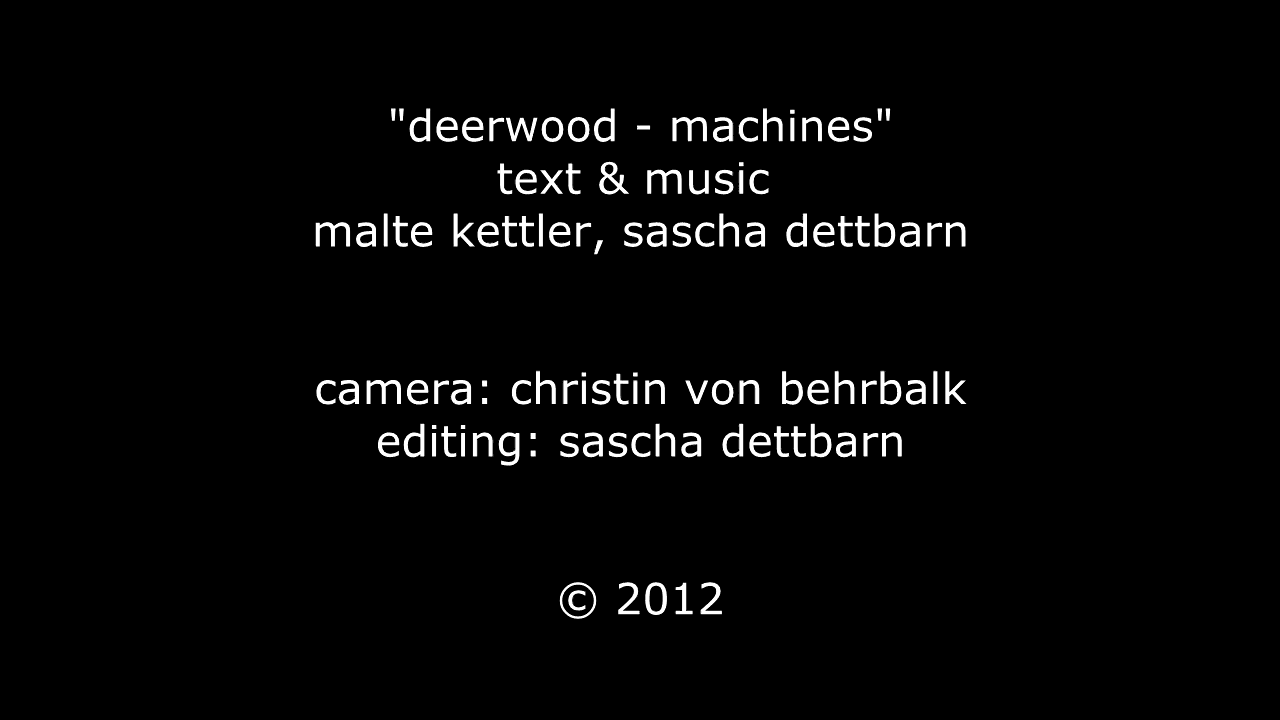 "deerwood - machines"
text & music
malte kettler, sascha dettbarn
camera: christin von behrbalk
editing: sascha dettbarn
© 2012